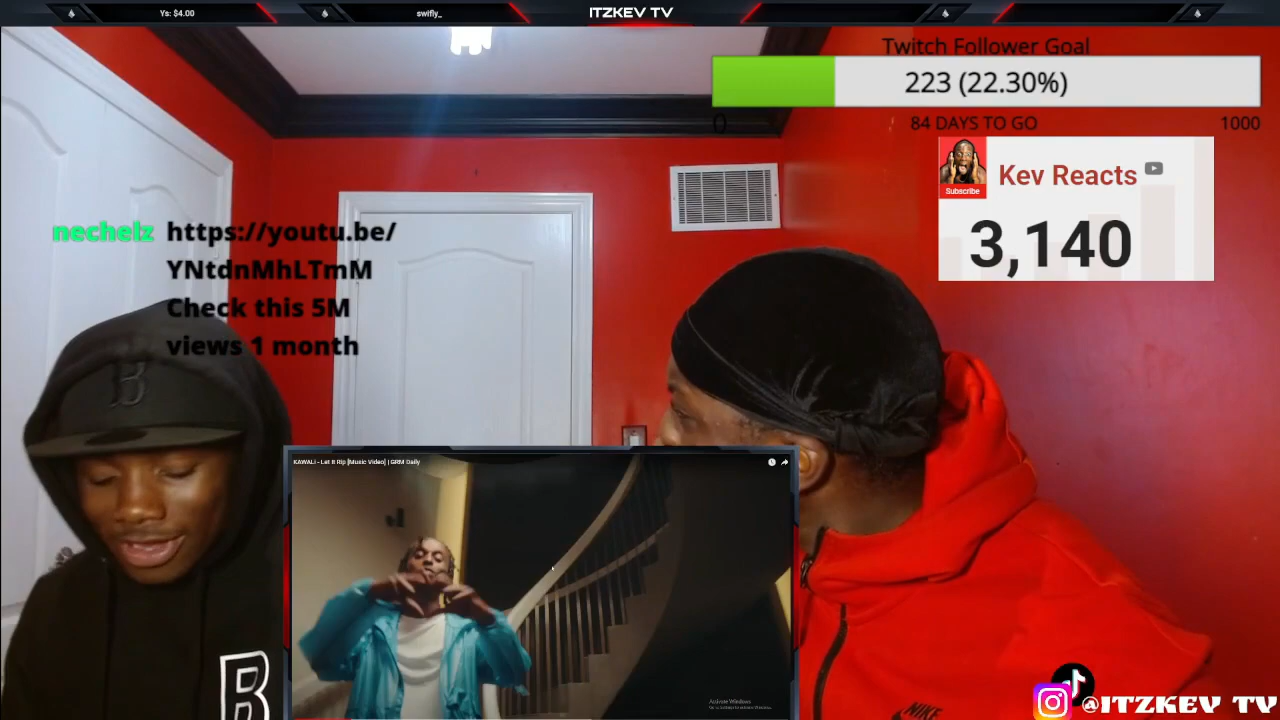 Ys: $4.00
swifly_
ITZKEV TV
Twitch Follower Goal
223 (22.30%)
0
84 DAYS TO GO
1000
Subscribe
Kev Reacts
3,140
nechelz https://youtu.be/
YNtdnMhLTmM
Check this 5M
views 1 month
B
KAWALI - Let It Rip [Music Video] | GRM Daily
B
Activate Windows
NIKE
@ITZKEV TV